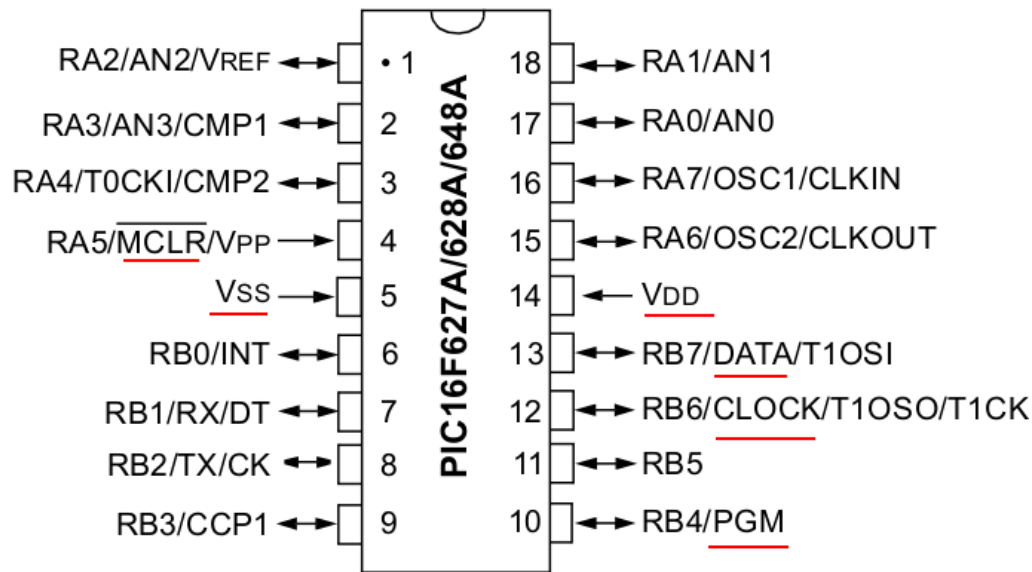 RA2/AN2/VREF • 1 18 RA1/AN1
RA3/AN3/CMP1 2 17 RA0/AN0
RA4/T0CKI/CMP2 3 16 RA7/OSC1/CLKIN
RA5/MCLR/VPP 4 15 RA6/OSC2/CLKOUT
VSS 5 14 VDD
RB0/INT 6 13 RB7/DATA/T1OSI
RB1/RX/DT 7 12 RB6/CLOCK/T1OSO/T1CK
RB2/TX/CK 8 11 RB5
RB3/CCP1 9 10 RB4/PGM
PIC16F627A/628A/648A